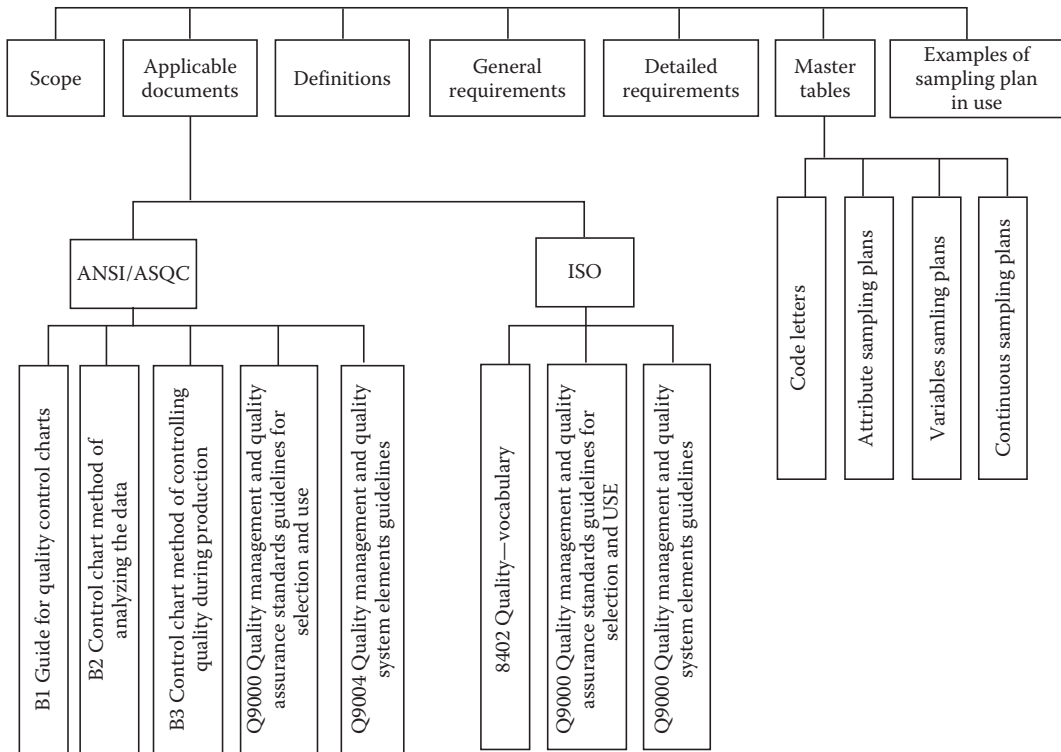 Scope
Applicable
documents
Definitions
General
requirements
Detailed
requirements
Master
tables
Examples of
sampling plan
in use
ANSI/ASQC
ISO
B1 Guide for quality control charts
B2 Control chart method of
analyzing the data
B3 Control chart method of controlling
quality during production
Q9000 Quality management and quality
assurance standards guidelines for
selection and use
Q9004 Quality management and quality
system elements guidelines
8402 Quality—vocabulary
Q9000 Quality management and quality
assurance standards guidelines for
selection and USE
Q9000 Quality management and quality
system elements guidelines
Code letters
Attribute sampling plans
Variables samling plans
Continuous sampling plans